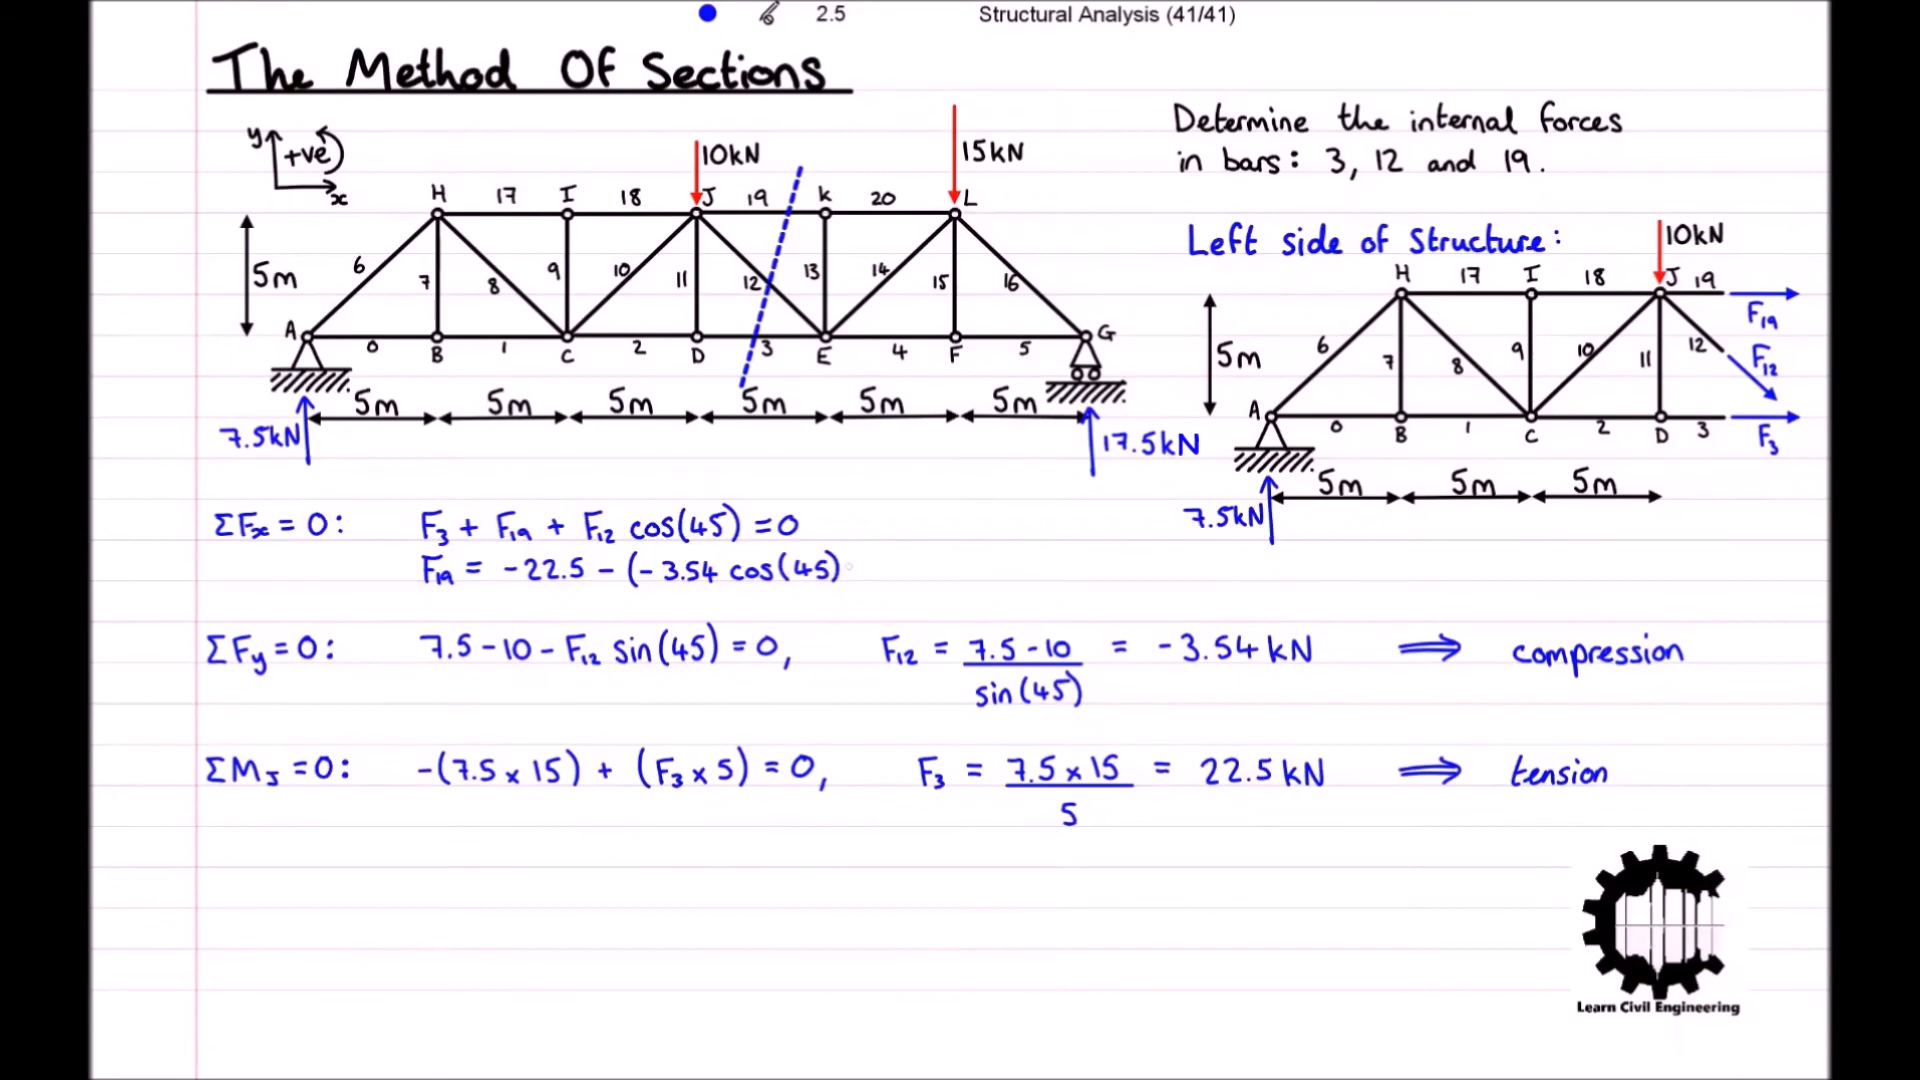 2.5 Structural Analysis (41/41)
The Method Of Sections
Determine the internal forces
in bars: 3, 12 and 19.
y +ve x
10kN
15kN
H 17 I 18 J 19 K 20 L
5m
6 7 8 9 10 11 12 13 14 15 16
A 0 B 1 C 2 D 3 E 4 F 5 G
5m 5m 5m 5m 5m 5m
7.5kN
17.5kN
Left side of Structure:
10kN
H 17 I 18 J 19
F19
5m
6 7 8 9 10 11 12
F12
A 0 B 1 C 2 D 3
F3
5m 5m 5m
7.5kN
ΣFx = 0: F3 + F19 + F12 cos(45) = 0
F19 = -22.5 - (-3.54 cos(45)
ΣFy = 0: 7.5 - 10 - F12 sin(45) = 0, F12 = 7.5 - 10 = -3.54 kN ⟹ compression
sin(45)
ΣMJ = 0: -(7.5 x 15) + (F3 x 5) = 0, F3 = 7.5 x 15 = 22.5 kN ⟹ tension
5
Learn Civil Engineering